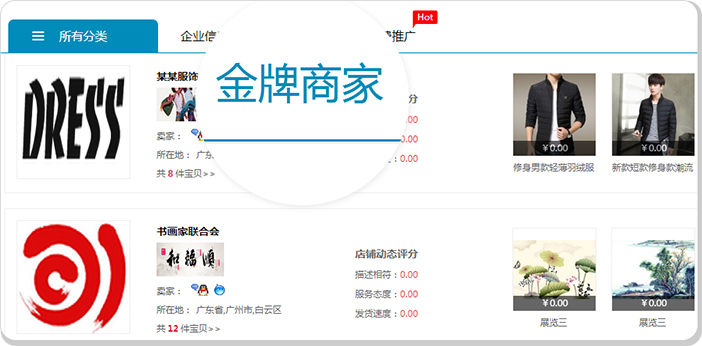 Hot
所有分类
企业信
推广
金牌商家
DRESS
某某服饰
分
卖家：
0.00
0.00
0.00
所在地： 广东
共 8 件宝贝>>
￥0.00
￥0.00
修身男款轻薄羽绒服
新款短款修身款潮流
书画家联合会
和福顺
卖家：
所在地： 广东省,广州市,白云区
共 12 件宝贝>>
店铺动态评分
描述相符：0.00
服务态度：0.00
发货速度：0.00
￥0.00
￥0.00
展览三
展览三